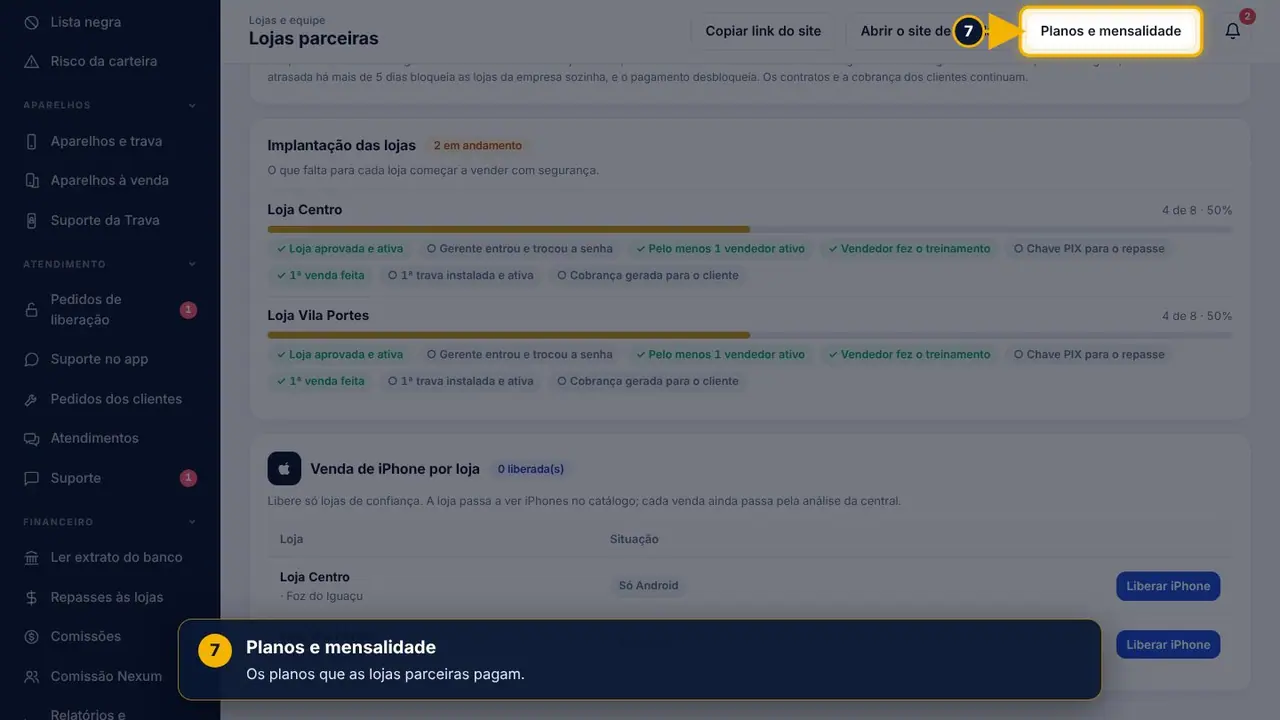 Lista negra
Risco da carteira
APARELHOS
Aparelhos e trava
Aparelhos à venda
Suporte da Trava
ATENDIMENTO
Pedidos de
liberação
1
Suporte no app
Pedidos dos clientes
Atendimentos
Suporte
1
FINANCEIRO
Ler extrato do banco
Repasses às lojas
Comissões
Comissão Nexum
Relatórios e
Lojas e equipe
Lojas parceiras
Copiar link do site
Abrir o site de
7
Planos e mensalidade
2
atrasada há mais de 5 dias bloqueia as lojas da empresa sozinha, e o pagamento desbloqueia. Os contratos e a cobrança dos clientes continuam.
Implantação das lojas
2 em andamento
O que falta para cada loja começar a vender com segurança.
Loja Centro
4 de 8 · 50%
✓ Loja aprovada e ativa
○ Gerente entrou e trocou a senha
✓ Pelo menos 1 vendedor ativo
✓ Vendedor fez o treinamento
○ Chave PIX para o repasse
✓ 1ª venda feita
○ 1ª trava instalada e ativa
○ Cobrança gerada para o cliente
Loja Vila Portes
4 de 8 · 50%
✓ Loja aprovada e ativa
○ Gerente entrou e trocou a senha
✓ Pelo menos 1 vendedor ativo
✓ Vendedor fez o treinamento
○ Chave PIX para o repasse
✓ 1ª venda feita
○ 1ª trava instalada e ativa
○ Cobrança gerada para o cliente
Venda de iPhone por loja
0 liberada(s)
Libere só lojas de confiança. A loja passa a ver iPhones no catálogo; cada venda ainda passa pela análise da central.
Loja
Situação
Loja Centro
· Foz do Iguaçu
Só Android
Liberar iPhone
Liberar iPhone
7
Planos e mensalidade
Os planos que as lojas parceiras pagam.